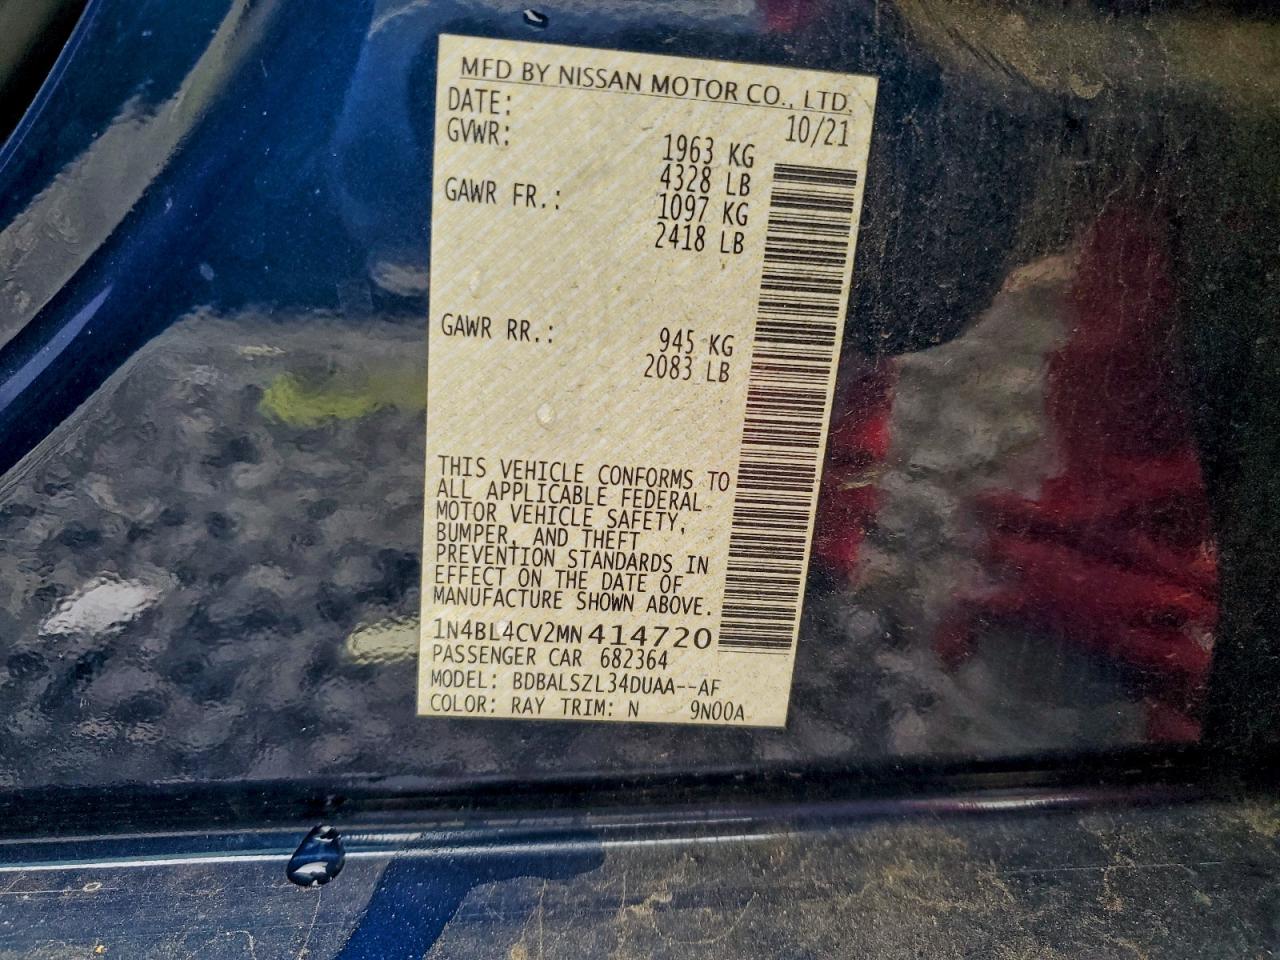 MFD BY NISSAN MOTOR CO., LTD.
DATE: 10/21
GVWR: 1963 KG
4328 LB
GAWR FR.: 1097 KG
2418 LB
GAWR RR.: 945 KG
2083 LB
THIS VEHICLE CONFORMS TO
ALL APPLICABLE FEDERAL
MOTOR VEHICLE SAFETY,
BUMPER, AND THEFT
PREVENTION STANDARDS IN
EFFECT ON THE DATE OF
MANUFACTURE SHOWN ABOVE.
1N4BL4CV2MN414720
PASSENGER CAR 682364
MODEL: BDBALSZL34DUAA--AF
COLOR: RAY TRIM: N 9N00A